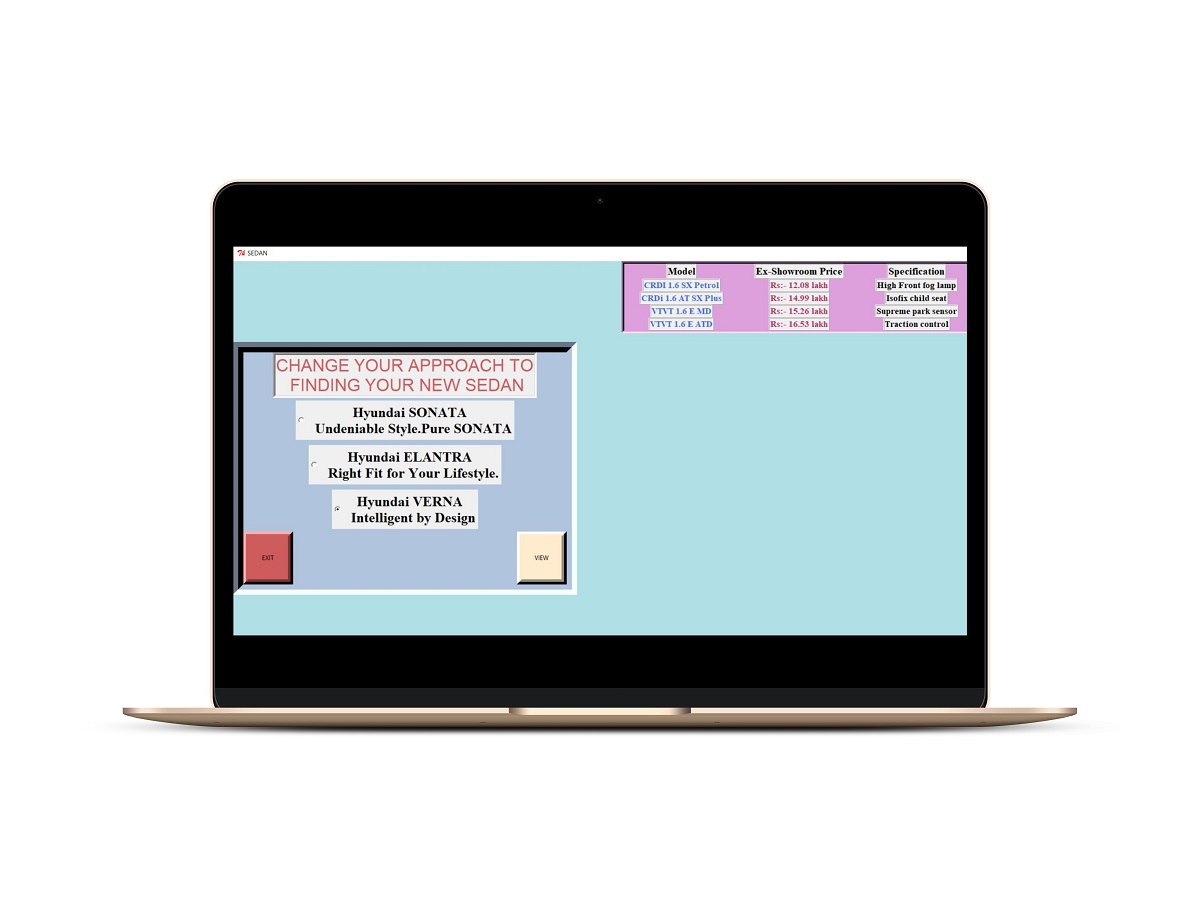 SEDAN
Model Ex-Showroom Price Specification
CRDI 1.6 SX Petrol Rs:- 12.08 lakh High Front fog lamp
CRDi 1.6 AT SX Plus Rs:- 14.99 lakh Isofix child seat
VTVT 1.6 E MD Rs:- 15.26 lakh Supreme park sensor
VTVT 1.6 E ATD Rs:- 16.53 lakh Traction control
CHANGE YOUR APPROACH TO
FINDING YOUR NEW SEDAN
Hyundai SONATA
Undeniable Style.Pure SONATA
Hyundai ELANTRA
Right Fit for Your Lifestyle.
Hyundai VERNA
Intelligent by Design
EXIT VIEW